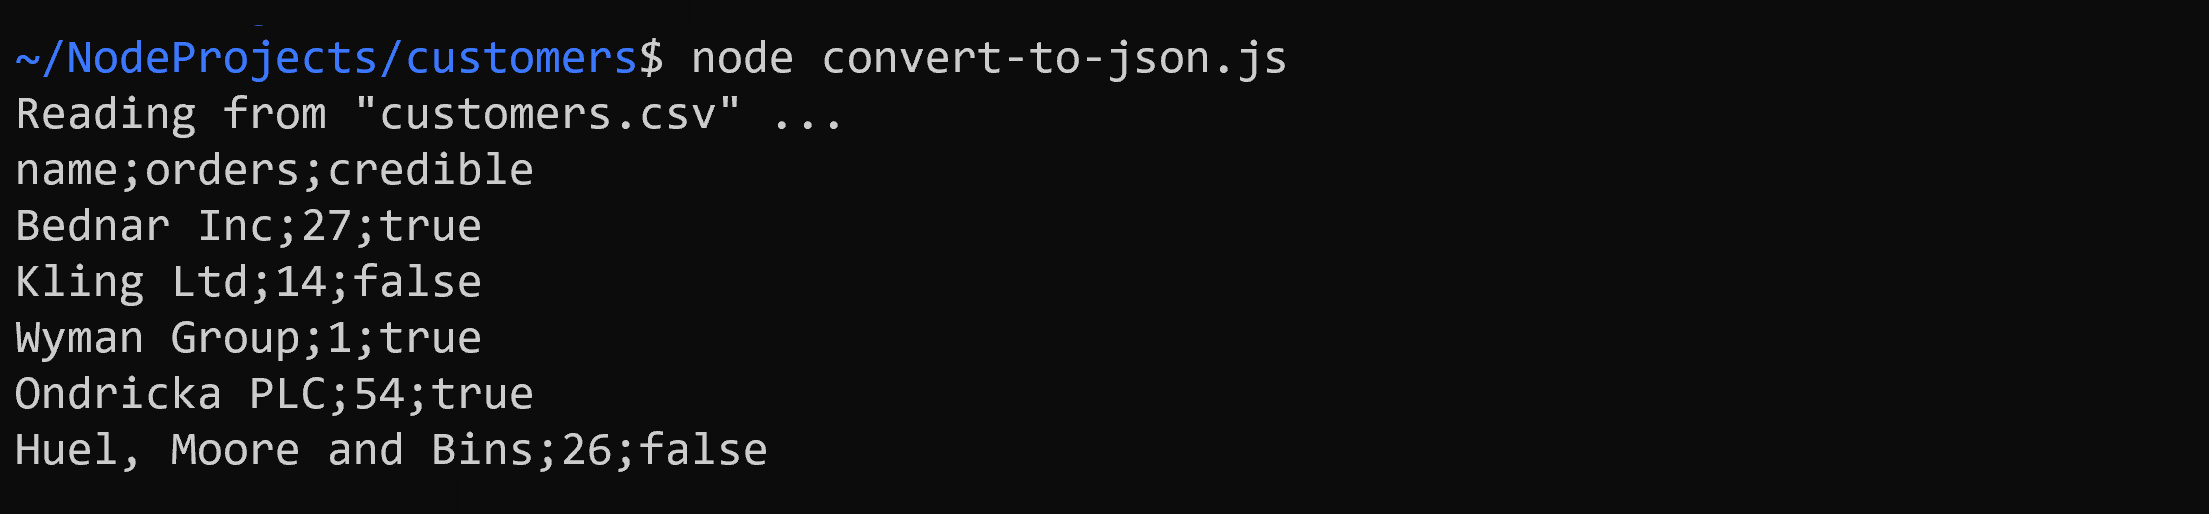 ~/NodeProjects/customers$ node convert-to-json.js
Reading from "customers.csv" ...
name;orders;credible
Bednar Inc;27;true
Kling Ltd;14;false
Wyman Group;1;true
Ondricka PLC;54;true
Huel, Moore and Bins;26;false